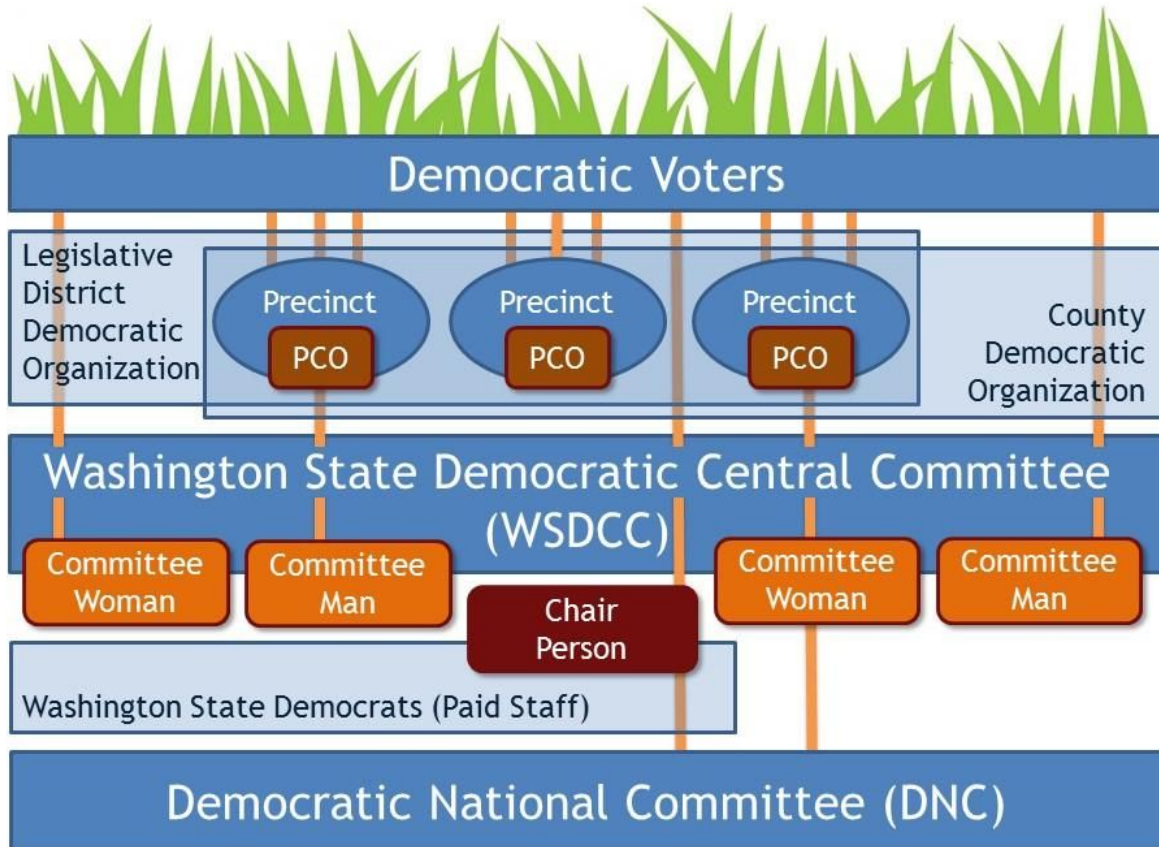 Democratic Voters
Legislative
District
Democratic
Organization
Precinct
PCO
Precinct
PCO
Precinct
PCO
County
Democratic
Organization
Washington State Democratic Central Committee
(WSDCC)
Committee
Woman
Committee
Man
Chair
Person
Committee
Woman
Committee
Man
Washington State Democrats (Paid Staff)
Democratic National Committee (DNC)